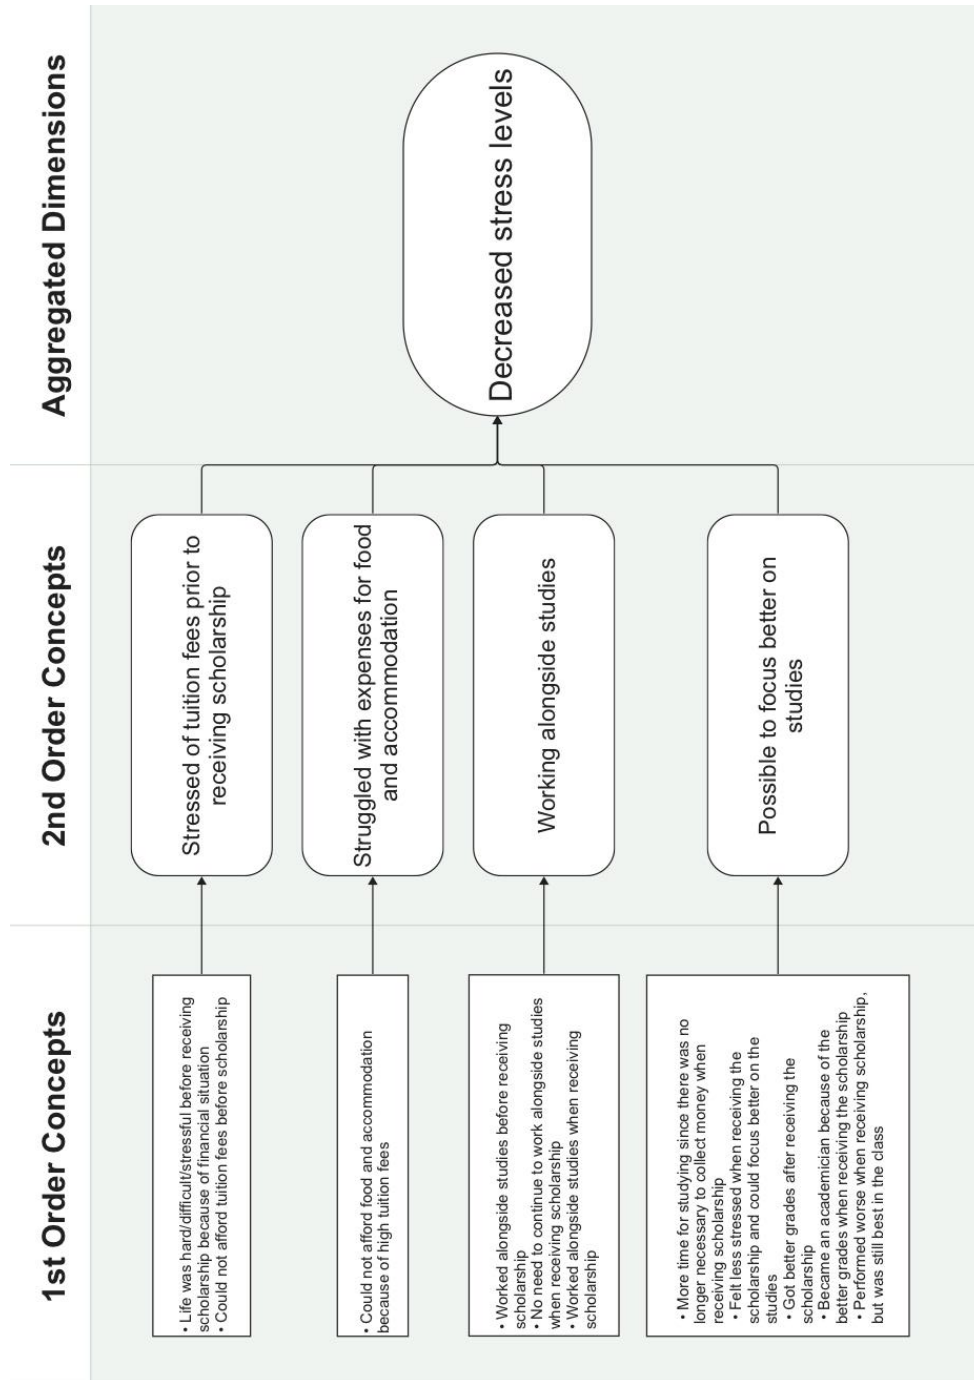 1st Order Concepts
2nd Order Concepts
Aggregated Dimensions
• Life was hard/difficult/stressful before receiving
scholarship because of financial situation
• Could not afford tuition fees before scholarship
Stressed of tuition fees prior to
receiving scholarship
• Could not afford food and accommodation
because of high tuition fees
Struggled with expenses for food
and accommodation
• Worked alongside studies before receiving
scholarship
• No need to continue to work alongside studies
when receiving scholarship
• Worked alongside studies when receiving
scholarship
Working alongside studies
• More time for studying since there was no
longer necessary to collect money when
receiving scholarship
• Felt less stressed when receiving the
scholarship and could focus better on the
studies
• Got better grades after receiving the
scholarship
• Became an academician because of the
better grades when receiving the scholarship
• Performed worse when receiving scholarship,
but was still best in the class
Possible to focus better on
studies
Decreased stress levels